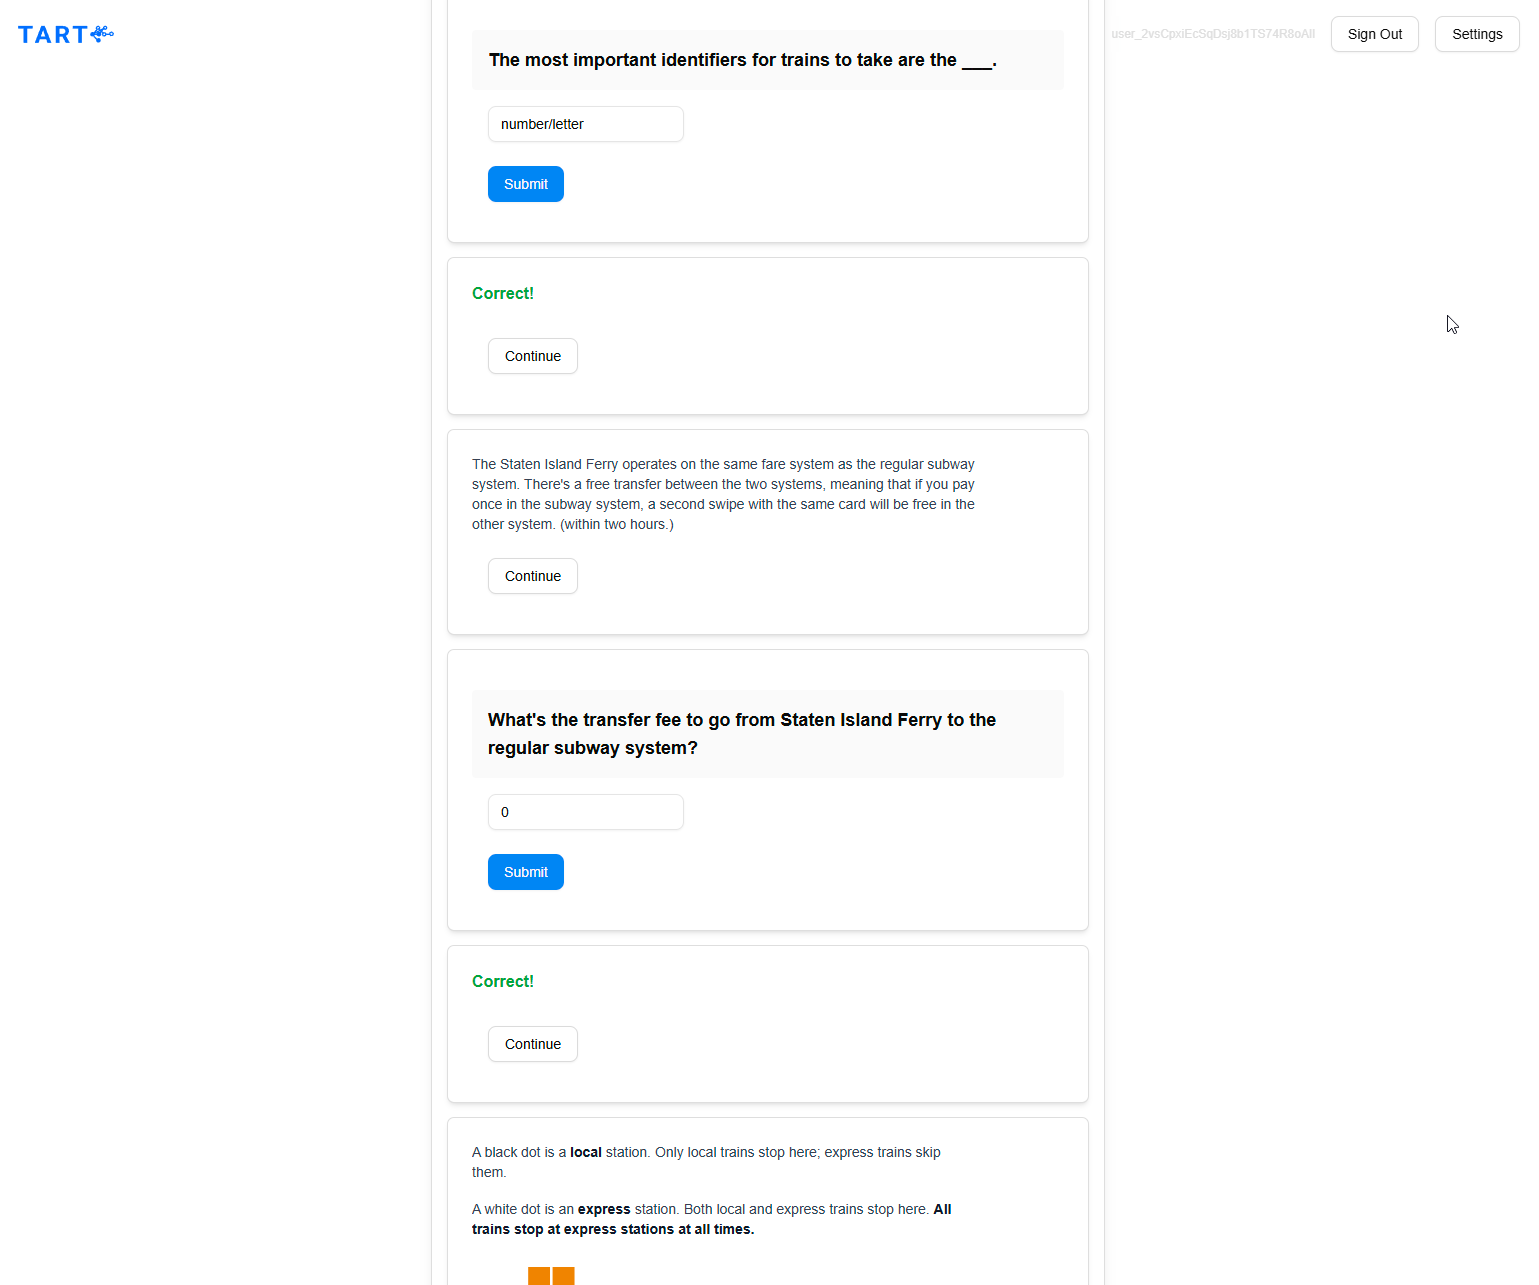 TART
user_2vsCpxiEcSqDsj8b1TS74R8oAII
Sign Out
Settings
The most important identifiers for trains to take are the ___.
number/letter
Submit
Correct!
Continue
The Staten Island Ferry operates on the same fare system as the regular subway
system. There's a free transfer between the two systems, meaning that if you pay
once in the subway system, a second swipe with the same card will be free in the
other system. (within two hours.)
Continue
What's the transfer fee to go from Staten Island Ferry to the
regular subway system?
0
Submit
Correct!
Continue
A black dot is a local station. Only local trains stop here; express trains skip
them.
A white dot is an express station. Both local and express trains stop here. All
trains stop at express stations at all times.